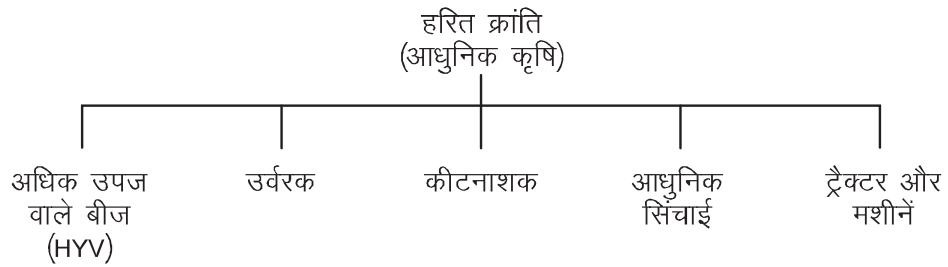 हरित क्रांति
(आधुनिक कृषि)
अधिक उपज
वाले बीज
(HYV)
उर्वरक
कीटनाशक
आधुनिक
सिंचाई
ट्रैक्टर और
मशीनें